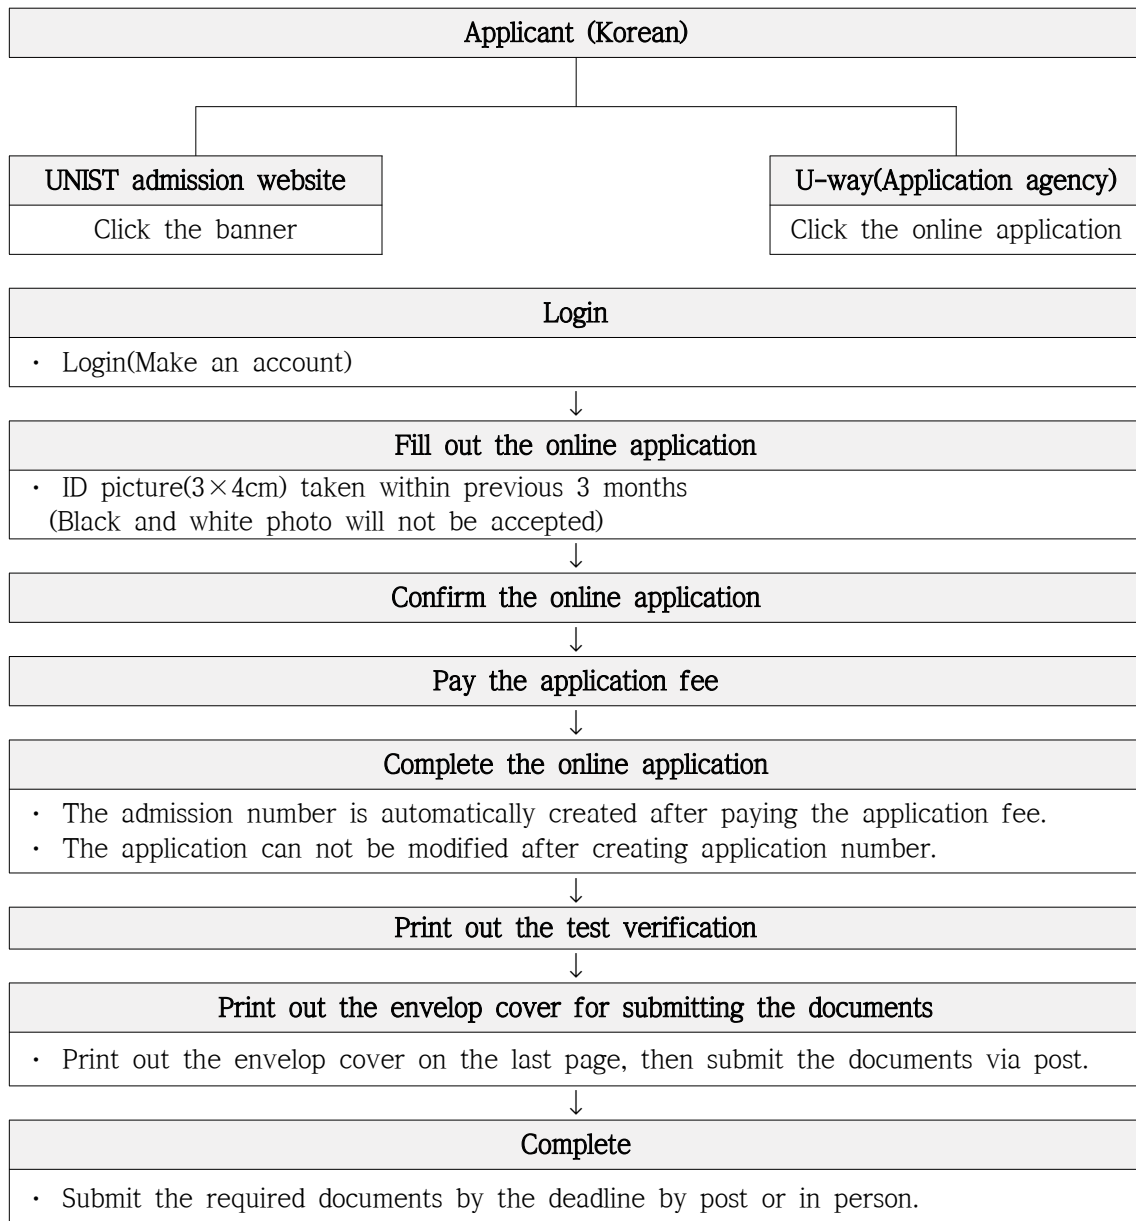 Applicant (Korean)
UNIST admission website
U-way(Application agency)
Click the banner
Click the online application
Login
· Login(Make an account)
↓
Fill out the online application
· ID picture(3×4cm) taken within previous 3 months
(Black and white photo will not be accepted)
↓
Confirm the online application
↓
Pay the application fee
↓
Complete the online application
· The admission number is automatically created after paying the application fee.
· The application can not be modified after creating application number.
↓
Print out the test verification
↓
Print out the envelop cover for submitting the documents
· Print out the envelop cover on the last page, then submit the documents via post.
↓
Complete
· Submit the required documents by the deadline by post or in person.